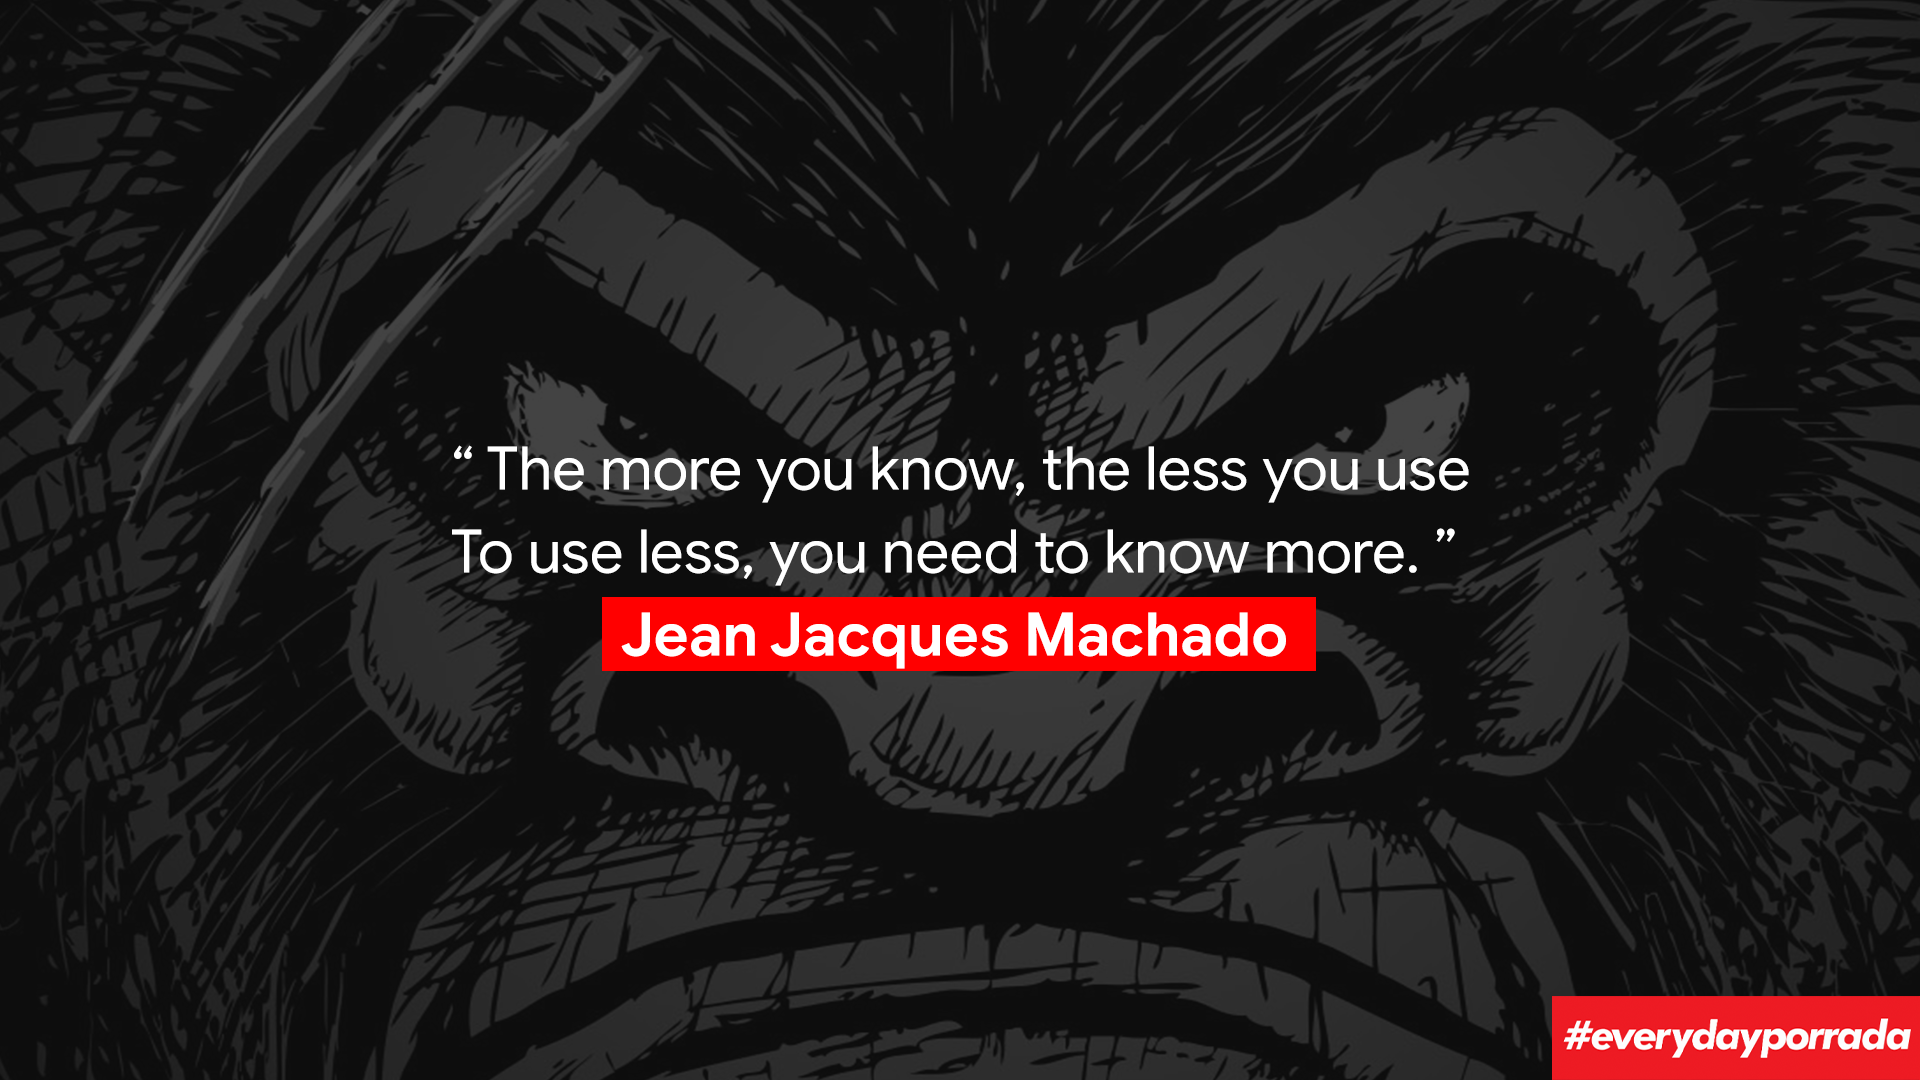 “ The more you know, the less you use
To use less, you need to know more. ”
Jean Jacques Machado
#everydayporrada